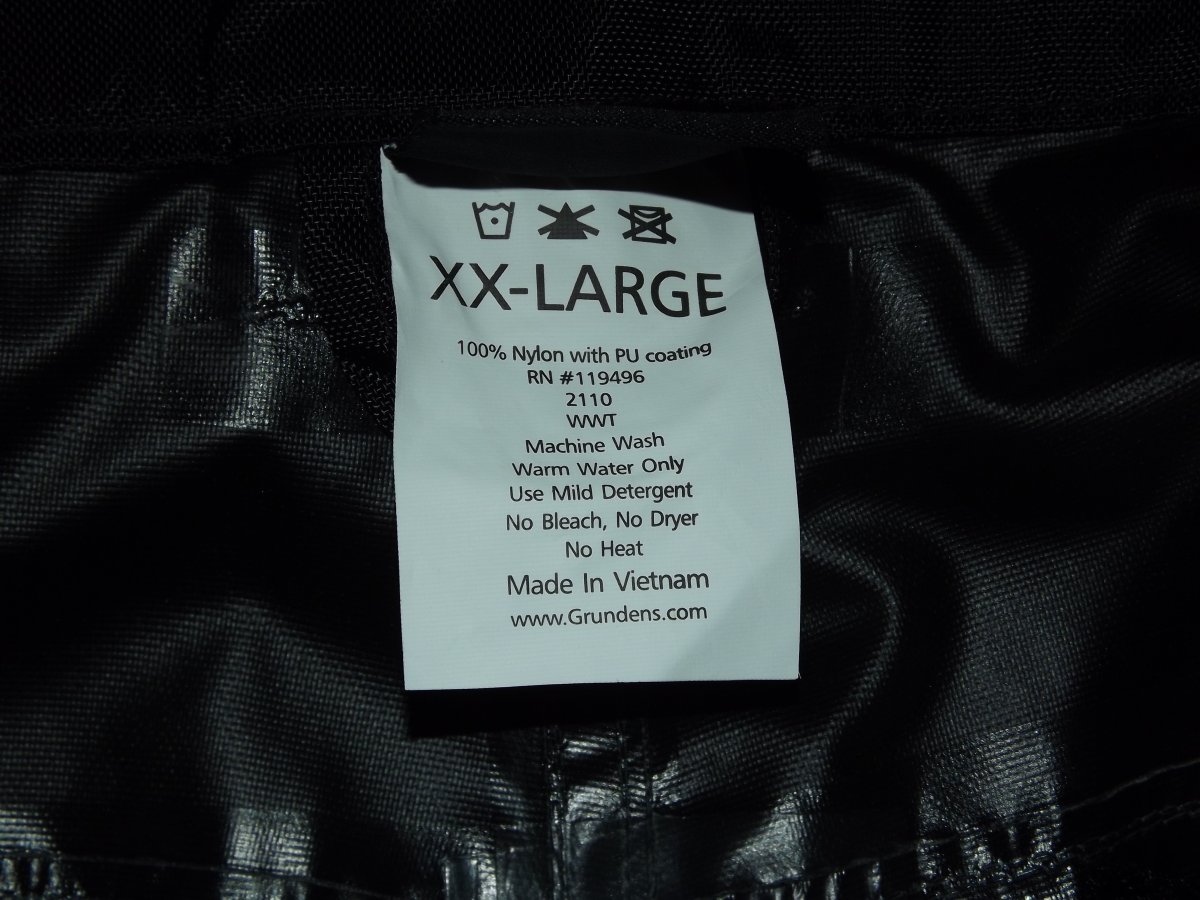 XX-LARGE
100% Nylon with PU coating
RN #119496
2110
WWT
Machine Wash
Warm Water Only
Use Mild Detergent
No Bleach, No Dryer
No Heat
Made In Vietnam
www.Grundens.com